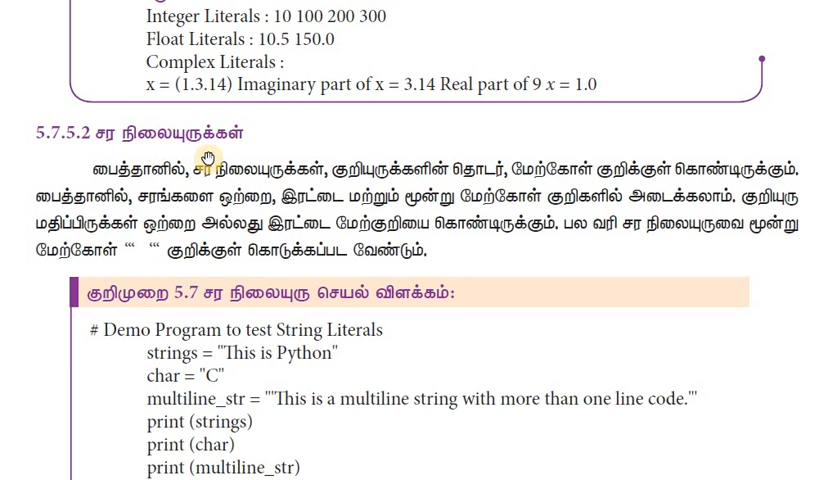 Integer Literals : 10 100 200 300
Float Literals : 10.5 150.0
Complex Literals :
x = (1.3.14) Imaginary part of x = 3.14 Real part of 9 x = 1.0
5.7.5.2 சர நிலையுருக்கள்
பைத்தானில், சர நிலையுருக்கள், குறியுருக்களின் தொடர், மேற்கோள் குறிக்குள் கொண்டிருக்கும்.
பைத்தானில், சரங்களை ஒற்றை, இரட்டை மற்றும் மூன்று மேற்கோள் குறிகளில் அடைக்கலாம். குறியுரு
மதிப்பிருக்கள் ஒற்றை அல்லது இரட்டை மேற்குறியை கொண்டிருக்கும். பல வரி சர நிலையுருவை மூன்று
மேற்கோள் “‘ “‘ குறிக்குள் கொடுக்கப்பட வேண்டும்.
குறிமுறை 5.7 சர நிலையுரு செயல் விளக்கம்:
# Demo Program to test String Literals
strings = "This is Python"
char = "C"
multiline_str = "'This is a multiline string with more than one line code."'
print (strings)
print (char)
print (multiline_str)